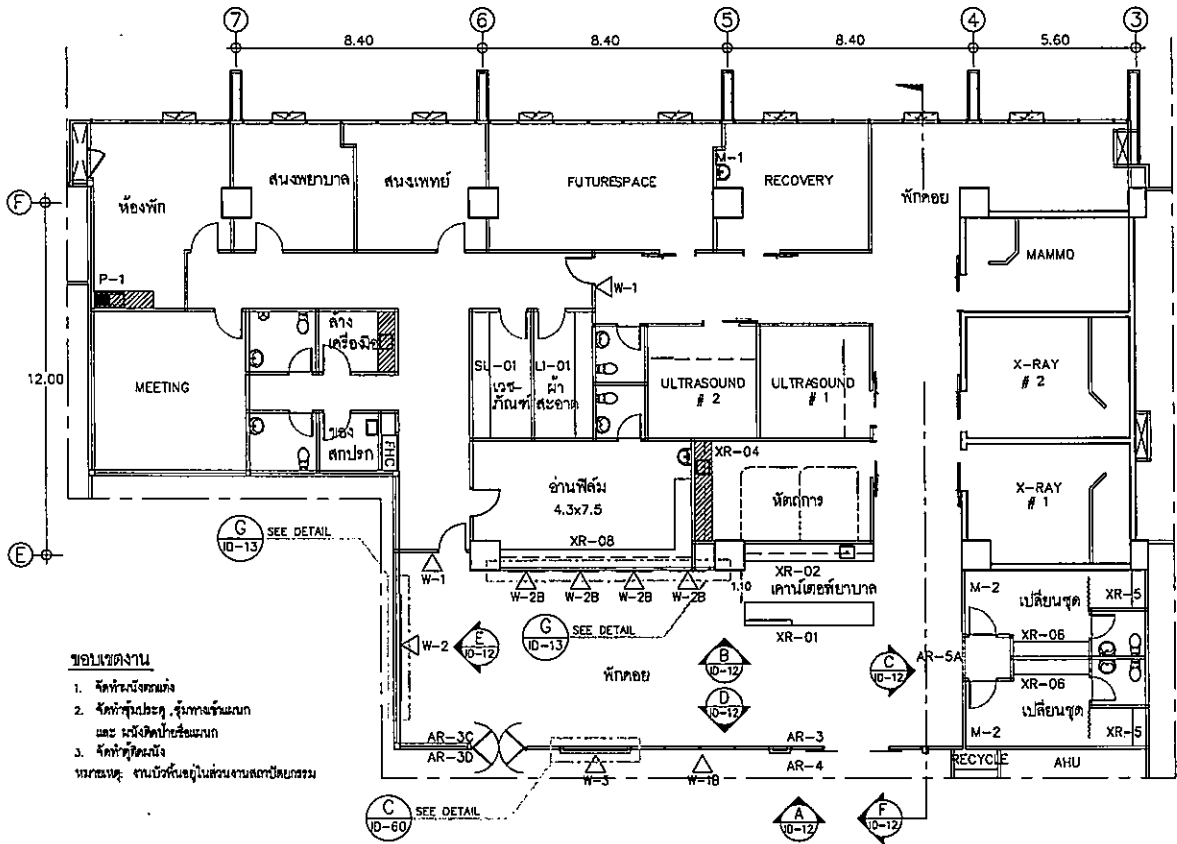 7 6 5 4 3
8.40 8.40 8.40 5.60
M-1
สนงพยาบาล สนงแพทย์ FUTURESPACE RECOVERY
F ห้องพัก พักคอย
MAMMO
P-1
W-1
ล้าง
เครื่องมือ
12.00
MEETING
SU-01 LI-01
เวช- ผ้า
ภัณฑ์ สะอาด
ULTRASOUND
# 2
ULTRASOUND
# 1
X-RAY
# 2
ของ
สกปรก
FHC
XR-04
อ่านฟิล์ม
4.3x7.5
หัตถการ
X-RAY
# 1
G
ID-13
SEE DETAIL
E
XR-08
W-1
W-2B W-2B W-2B W-2B
1.10
XR-02
เคาน์เตอร์พยาบาล
XR-01
M-2 เปลี่ยนชุด XR-5
XR-06
G
ID-13
SEE DETAIL
W-2
E
ID-12
B
ID-12
C
ID-12
AR-5A
พักคอย
D
ID-12
XR-06
เปลี่ยนชุด
M-2 XR-5
ขอบเขตงาน
1. จัดทำผนังตกแต่ง
2. จัดทำซุ้มประตู ,ซุ้มทางเข้าแผนก
และ ผนังติดป้ายชื่อแผนก
3. จัดทำตู้ติดผนัง
หมายเหตุ: งานบัวพื้นอยู่ในส่วนงานสถาปัตยกรรม
AR-3C AR-3
AR-3D AR-4
W-3 W-1B
RECYCLE AHU
C
ID-60
SEE DETAIL
A
ID-12
F
ID-12